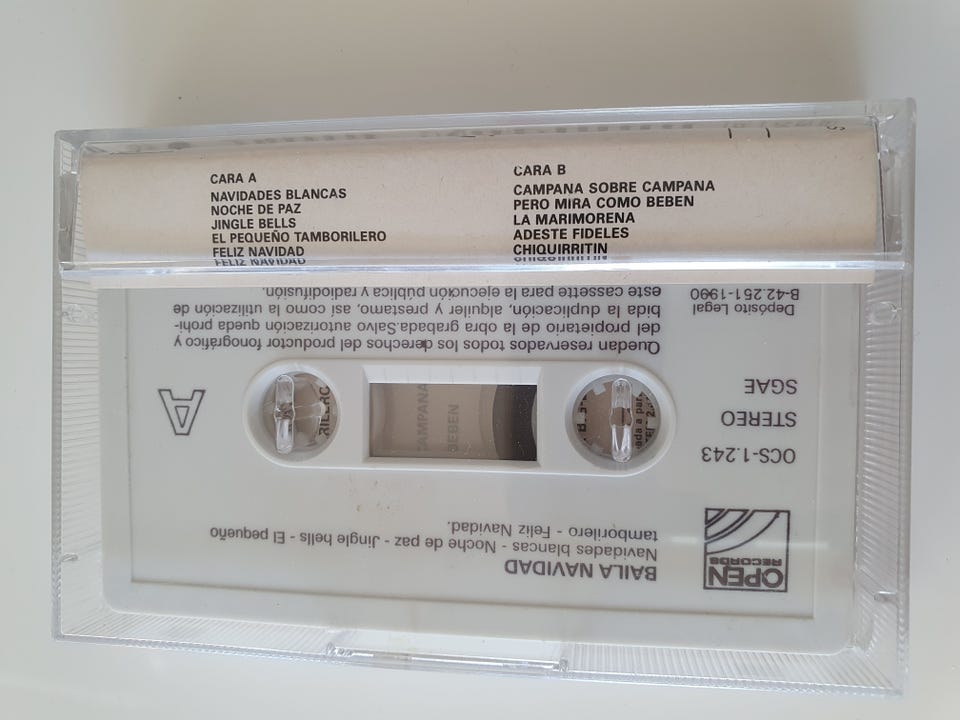 CARA A
NAVIDADES BLANCAS
NOCHE DE PAZ
JINGLE BELLS
EL PEQUEÑO TAMBORILERO
FELIZ NAVIDAD
CARA B
CAMPANA SOBRE CAMPANA
PERO MIRA COMO BEBEN
LA MARIMORENA
ADESTE FIDELES
CHIQUIRRITIN
OPEN
RECORDS
BAILA NAVIDAD
Navidades blancas - Noche de paz - Jingle hells - El pequeño
tamborilero - Feliz Navidad.
OCS-1.243
STEREO
SGAE
A
CAMPANA
BEBEN
Quedan reservados todos los derechos del productor fonográfico y
del propietario de la obra grabada.Salvo autorización queda prohi-
bida la duplicación, alquiler y prestamo, así como la utilización de
este cassette para la ejecución pública y radiodifusión.
Depósito Legal
B-42.251-1990